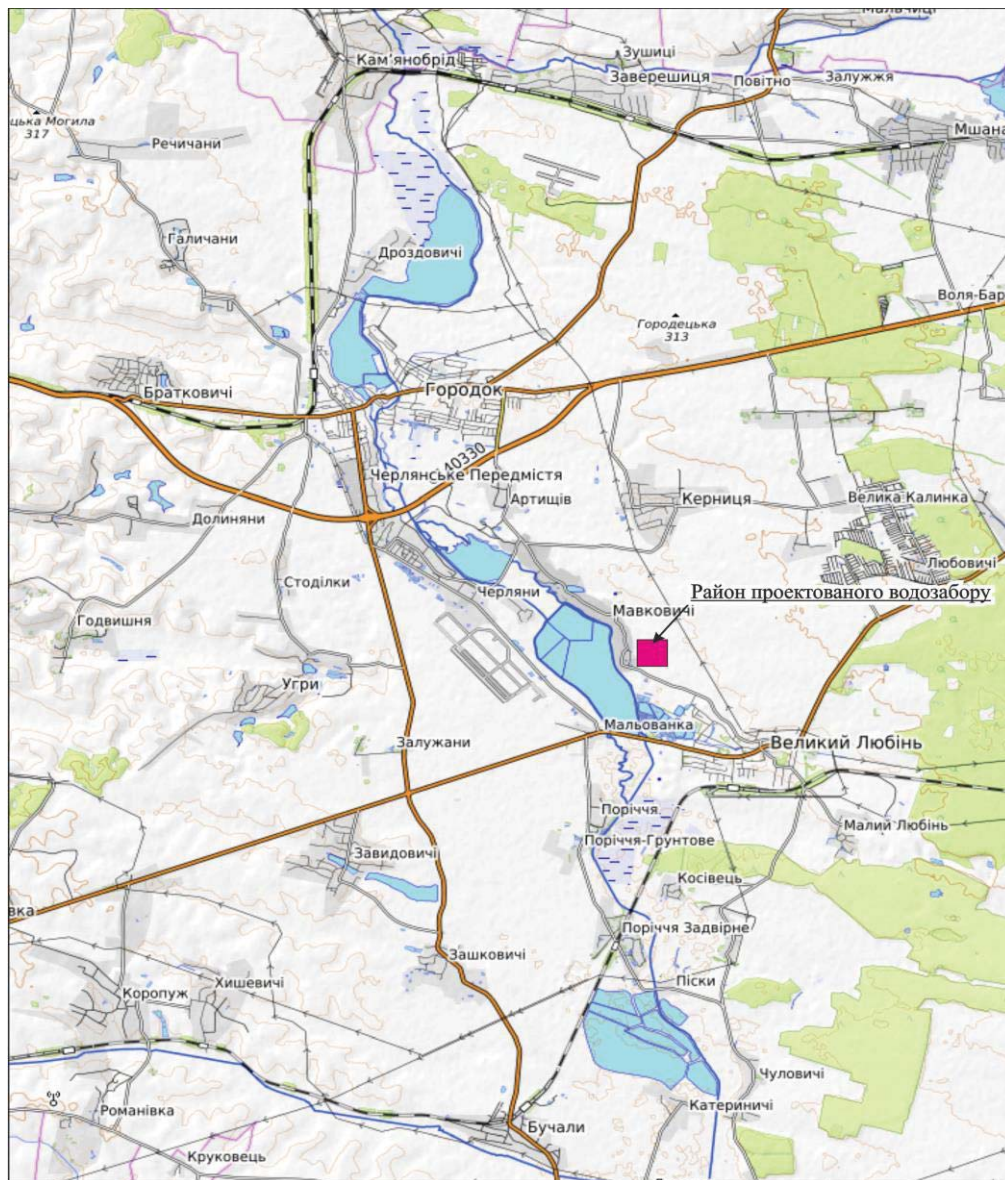 Мальчиці
Зушиці
Кам'янобрід
Заверешиця
Повітно
Залужжя
цька Могила
317
Мшана
Речичани
Галичани
Дроздовичі
Воля-Бар
Городецька
313
Братковичі
Городок
40330
Черлянське Передмістя
Артищів
Керниця
Велика Калинка
Долиняни
Любовичі
Стоділки
Черляни
Район проектованого водозабору
Мавковичі
Годвишня
Угри
Мальованка
Залужани
Великий Любінь
Поріччя
Малий Любінь
Поріччя-Грунтове
Завидовичі
Косівець
вка
Поріччя Задвірне
Зашковичі
Хишевичі
Піски
Коропуж
Чуловичі
Романівка
Катериничі
Бучали
Круковець